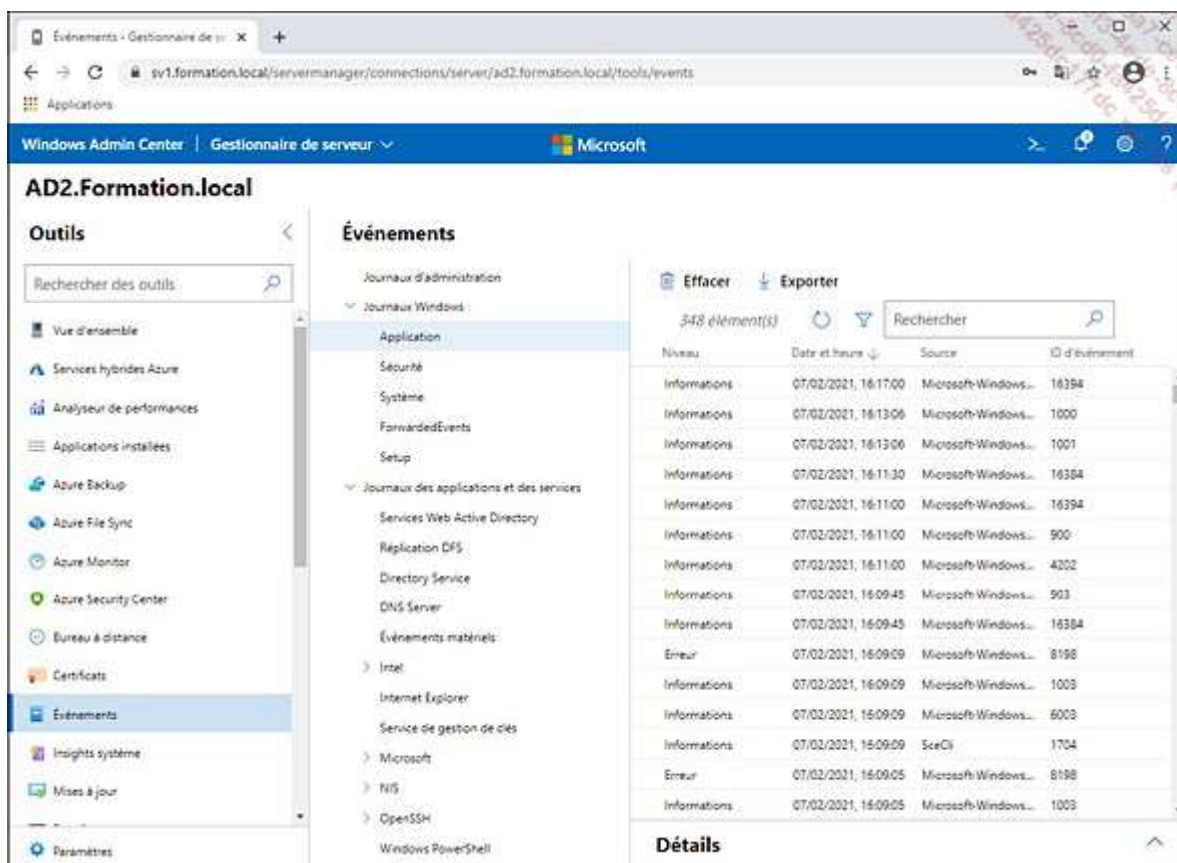 Événements - Gestionnaire de
sv1.formation.local/servermanager/connections/server/ad2.formation.local/tools/events
Applications
Windows Admin Center | Gestionnaire de serveur
Microsoft
AD2.Formation.local
Outils
Rechercher des outils
Vue d'ensemble
Services hybrides Azure
Analyseur de performances
Applications installées
Azure Backup
Azure File Sync
Azure Monitor
Azure Security Center
Bureau à distance
Certificats
Événements
Insights système
Mises à jour
Paramètres
Événements
Journaux d'administration
Journaux Windows
Application
Sécurité
Système
ForwardedEvents
Setup
Journaux des applications et des services
Services Web Active Directory
Réplication DFS
Directory Service
DNS Server
Événements matériels
Intel
Internet Explorer
Service de gestion de clés
Microsoft
NIS
OpenSSH
Windows PowerShell
Effacer Exporter
348 élément(s) Rechercher
Niveau Date et heure Source ID d'événement
Informations 07/02/2021, 16:17:00 Microsoft-Windows... 16394
Informations 07/02/2021, 16:13:06 Microsoft-Windows... 1000
Informations 07/02/2021, 16:13:06 Microsoft-Windows... 1001
Informations 07/02/2021, 16:11:30 Microsoft-Windows... 16384
Informations 07/02/2021, 16:11:00 Microsoft-Windows... 16394
Informations 07/02/2021, 16:11:00 Microsoft-Windows... 900
Informations 07/02/2021, 16:11:00 Microsoft-Windows... 4202
Informations 07/02/2021, 16:09:45 Microsoft-Windows... 903
Informations 07/02/2021, 16:09:45 Microsoft-Windows... 16384
Erreur 07/02/2021, 16:09:09 Microsoft-Windows... 8198
Informations 07/02/2021, 16:09:09 Microsoft-Windows... 1003
Informations 07/02/2021, 16:09:09 Microsoft-Windows... 6003
Informations 07/02/2021, 16:09:09 SceCli 1704
Erreur 07/02/2021, 16:09:05 Microsoft-Windows... 8198
Informations 07/02/2021, 16:09:05 Microsoft-Windows... 1003
Détails